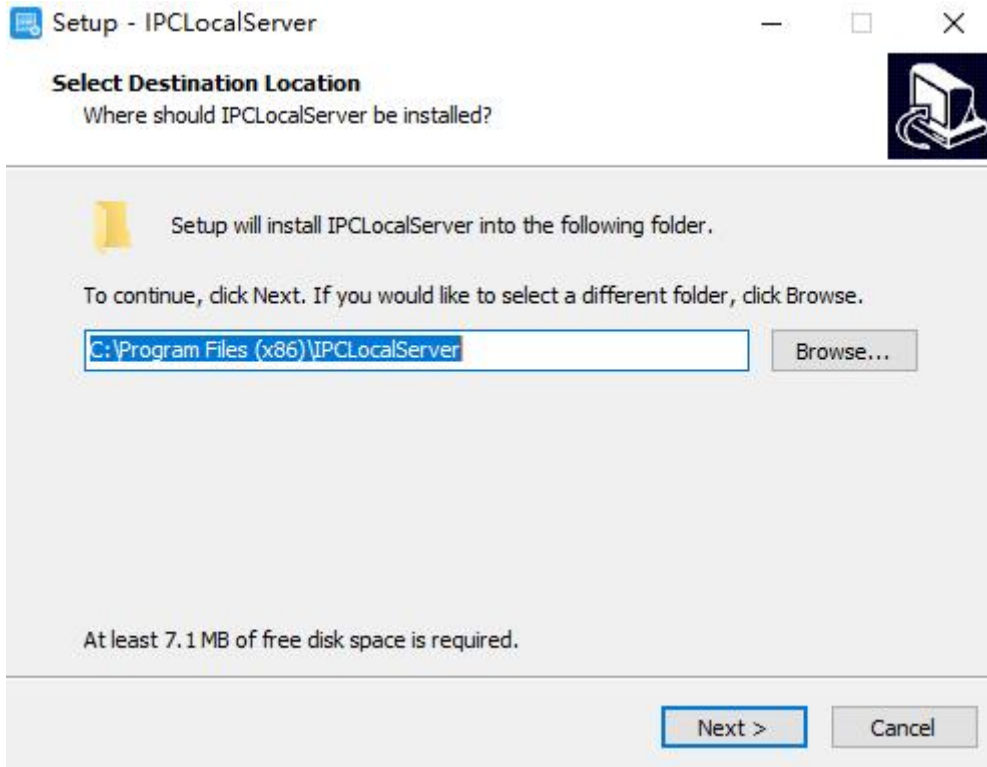 Setup - IPCLocalServer
Select Destination Location
Where should IPCLocalServer be installed?
Setup will install IPCLocalServer into the following folder.
To continue, click Next. If you would like to select a different folder, click Browse.
C:\Program Files (x86)\IPCLocalServer
Browse...
At least 7.1 MB of free disk space is required.
Next >
Cancel